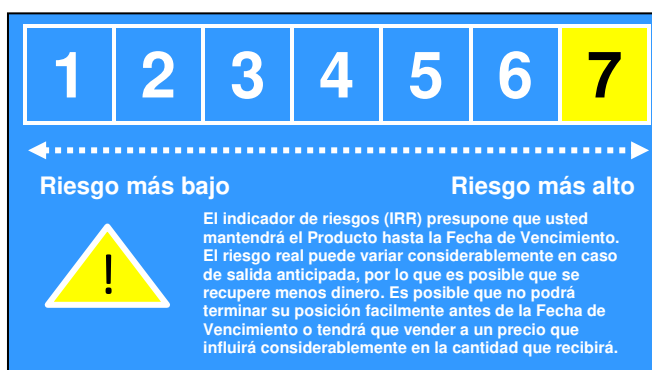 1 2 3 4 5 6 7
Riesgo más bajo Riesgo más alto
El indicador de riesgos (IRR) presupone que usted
mantendrá el Producto hasta la Fecha de Vencimiento.
El riesgo real puede variar considerablemente en caso
de salida anticipada, por lo que es posible que se
recupere menos dinero. Es posible que no podrá
terminar su posición facilmente antes de la Fecha de
Vencimiento o tendrá que vender a un precio que
influirá considerablemente en la cantidad que recibirá.
!